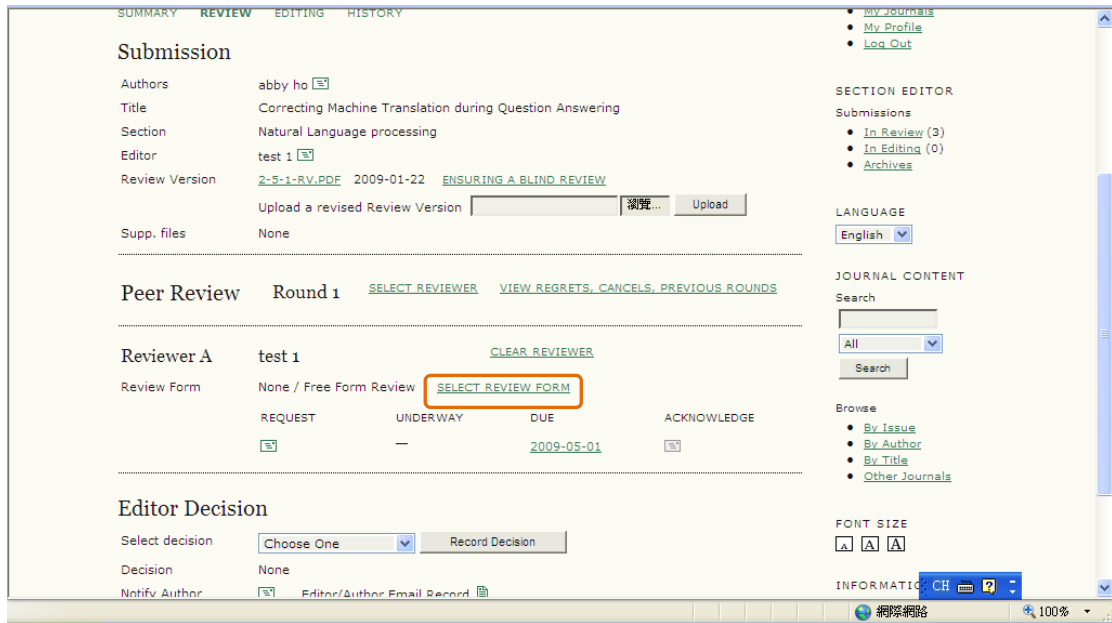 SUMMARY REVIEW EDITING HISTORY
Submission
Authors abby ho
Title Correcting Machine Translation during Question Answering
Section Natural Language processing
Editor test 1
Review Version 2-5-1-RV.PDF 2009-01-22 ENSURING A BLIND REVIEW
Upload a revised Review Version 瀏覽... Upload
Supp. files None
Peer Review Round 1 SELECT REVIEWER VIEW REGRETS, CANCELS, PREVIOUS ROUNDS
Reviewer A test 1 CLEAR REVIEWER
Review Form None / Free Form Review SELECT REVIEW FORM
REQUEST UNDERWAY DUE ACKNOWLEDGE
— 2009-05-01
Editor Decision
Select decision Choose One Record Decision
Decision None
Notify Author Editor/Author Email Record
My Journals
My Profile
Log Out
SECTION EDITOR
Submissions
In Review (3)
In Editing (0)
Archives
LANGUAGE
English
JOURNAL CONTENT
Search
All
Search
Browse
By Issue
By Author
By Title
Other Journals
FONT SIZE
A A A
INFORMATIC CH
網際網路 100%